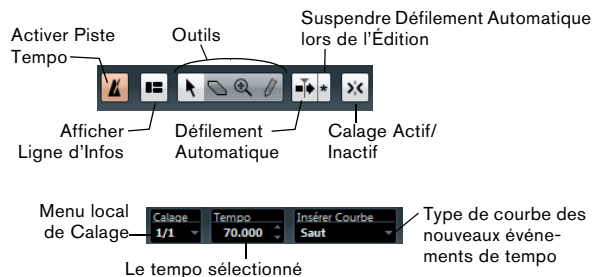 Activer Piste
Tempo
Outils
Suspendre Défilement Automatique
lors de l'Édition
Afficher
Ligne d'Infos
Défilement
Automatique
Calage Actif/
Inactif
Menu local
de Calage
Calage
1/1
Tempo
70.000
Insérer Courbe
Saut
Type de courbe des
nouveaux événe-
ments de tempo
Le tempo sélectionné